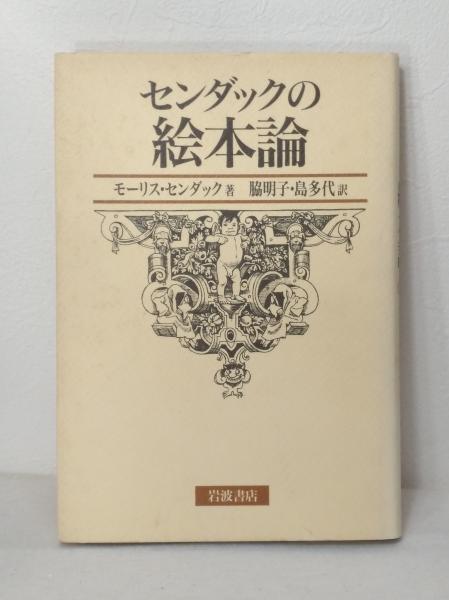 センダックの
絵本論
モーリス・センダック著 脇明子・島多代訳
岩波書店